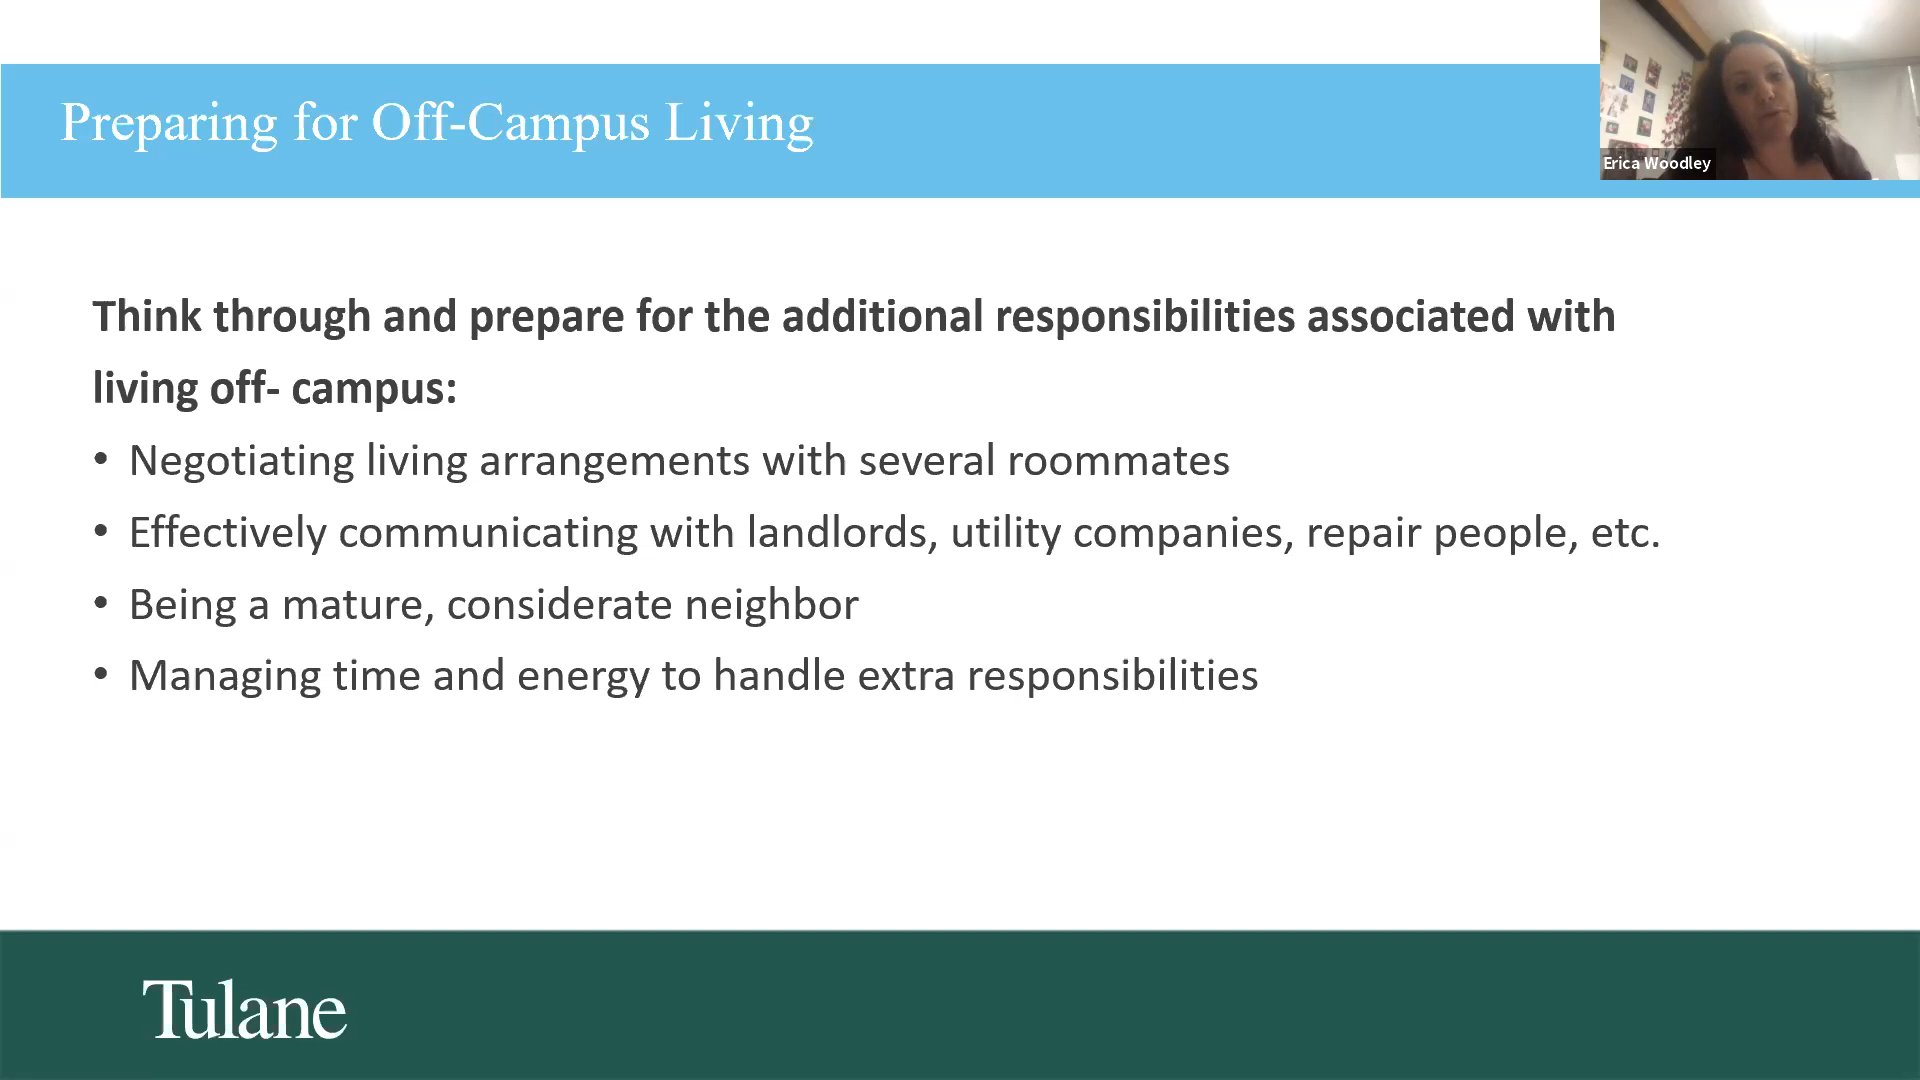 Preparing for Off-Campus Living
Erica Woodley
Think through and prepare for the additional responsibilities associated with
living off- campus:
• Negotiating living arrangements with several roommates
• Effectively communicating with landlords, utility companies, repair people, etc.
• Being a mature, considerate neighbor
• Managing time and energy to handle extra responsibilities
Tulane